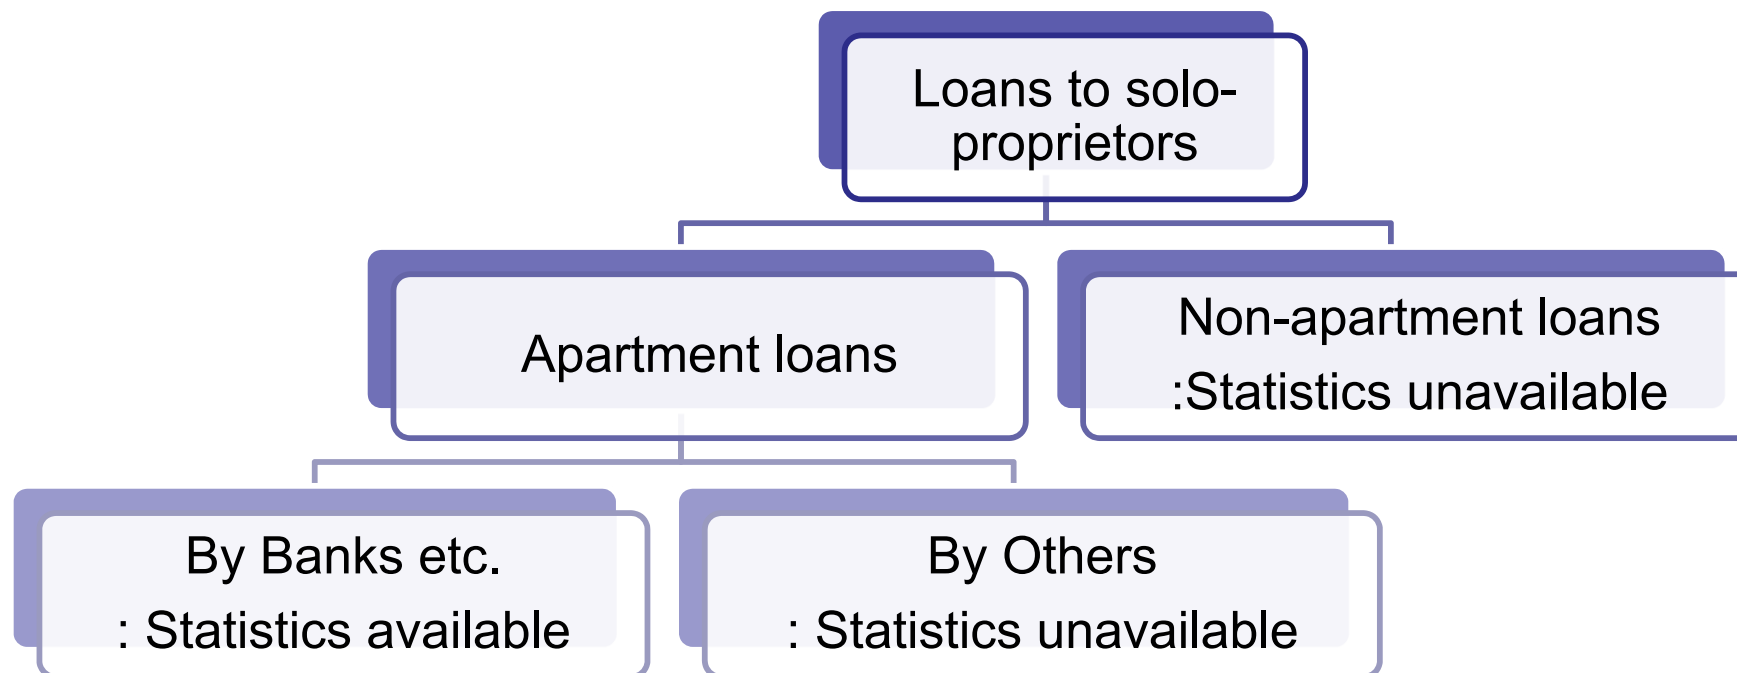 Loans to solo-
proprietors
Apartment loans
Non-apartment loans
:Statistics unavailable
By Banks etc.
: Statistics available
By Others
: Statistics unavailable